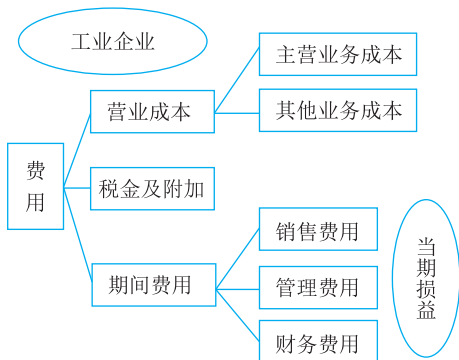 工业企业
主营业务成本
营业成本
其他业务成本
费用
税金及附加
销售费用
期间费用
管理费用
财务费用
当期损益